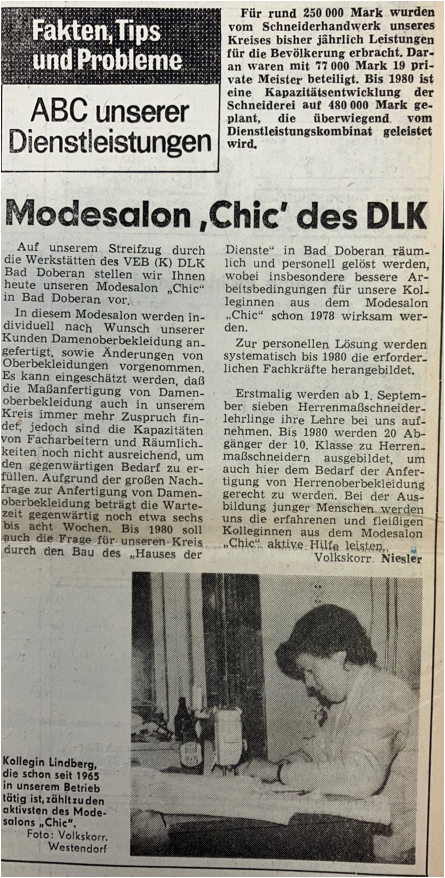 Fakten, Tips
und Probleme
ABC unserer
Dienstleistungen
Für rund 250 000 Mark wurden
vom Schneiderhandwerk unseres
Kreises bisher jährlich Leistungen
für die Bevölkerung erbracht. Dar-
an waren mit 77 000 Mark 19 pri-
vate Meister beteiligt. Bis 1980 ist
eine Kapazitätsentwicklung der
Schneiderei auf 480 000 Mark ge-
plant, die überwiegend vom
Dienstleistungskombinat geleistet
wird.
Modesalon ‚Chic' des DLK
Auf unserem Streifzug durch
die Werkstätten des VEB (K) DLK
Bad Doberan stellen wir Ihnen
heute unseren Modesalon „Chic"
in Bad Doberan vor.
In diesem Modesalon werden in-
dividuell nach Wunsch unserer
Kunden Damenoberbekleidung an-
gefertigt, sowie Änderungen von
Oberbekleidungen vorgenommen.
Es kann eingeschätzt werden, daß
die Maßanfertigung von Damen-
oberbekleidung auch in unserem
Kreis immer mehr Zuspruch fin-
det, jedoch sind die Kapazitäten
von Facharbeitern und Räumlich-
keiten noch nicht ausreichend, um
den gegenwärtigen Bedarf zu er-
füllen. Aufgrund der großen Nach-
frage zur Anfertigung von Damen-
oberbekleidung beträgt die Warte-
zeit gegenwärtig noch etwa sechs
bis acht Wochen. Bis 1980 soll
auch die Frage für unseren Kreis
durch den Bau des „Hauses der
Dienste" in Bad Doberan räum-
lich und personell gelöst werden,
wobei insbesondere bessere Ar-
beitsbedingungen für unsere Kol-
leginnen aus dem Modesalon
„Chic" schon 1978 wirksam wer-
den.
Zur personellen Lösung werden
systematisch bis 1980 die erforder-
lichen Fachkräfte herangebildet.
Erstmalig werden ab 1. Septem-
ber sieben Herrenmaßschneider-
lehrlinge ihre Lehre bei uns auf-
nehmen. Bis 1980 werden 20 Ab-
gänger der 10. Klasse zu Herren-
maßschneidern ausgebildet, um
auch hier dem Bedarf der Anfer-
tigung von Herrenoberbekleidung
gerecht zu werden. Bei der Aus-
bildung junger Menschen werden
uns die erfahrenen und fleißigen
Kolleginnen aus dem Modesalon
„Chic" aktive Hilfe leisten.
Volkskorr. Niesler
Kollegin Lindberg,
die schon seit 1965
in unserem Betrieb
tätig ist, zählt zu den
aktivsten des Mode-
salons „Chic".
Foto: Volkskorr.
Westendorf